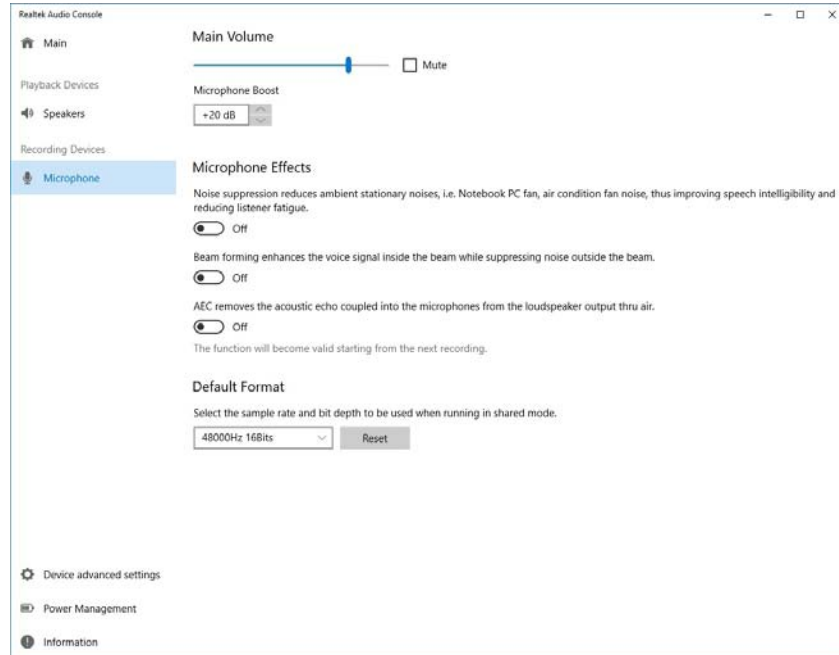 Realtek Audio Console
Main
Playback Devices
Speakers
Recording Devices
Microphone
Device advanced settings
Power Management
Information
Main Volume
Mute
Microphone Boost
+20 dB
Microphone Effects
Noise suppression reduces ambient stationary noises, i.e. Notebook PC fan, air condition fan noise, thus improving speech intelligibility and
reducing listener fatigue.
Off
Beam forming enhances the voice signal inside the beam while suppressing noise outside the beam.
Off
AEC removes the acoustic echo coupled into the microphones from the loudspeaker output thru air.
Off
The function will become valid starting from the next recording.
Default Format
Select the sample rate and bit depth to be used when running in shared mode.
48000Hz 16Bits
Reset